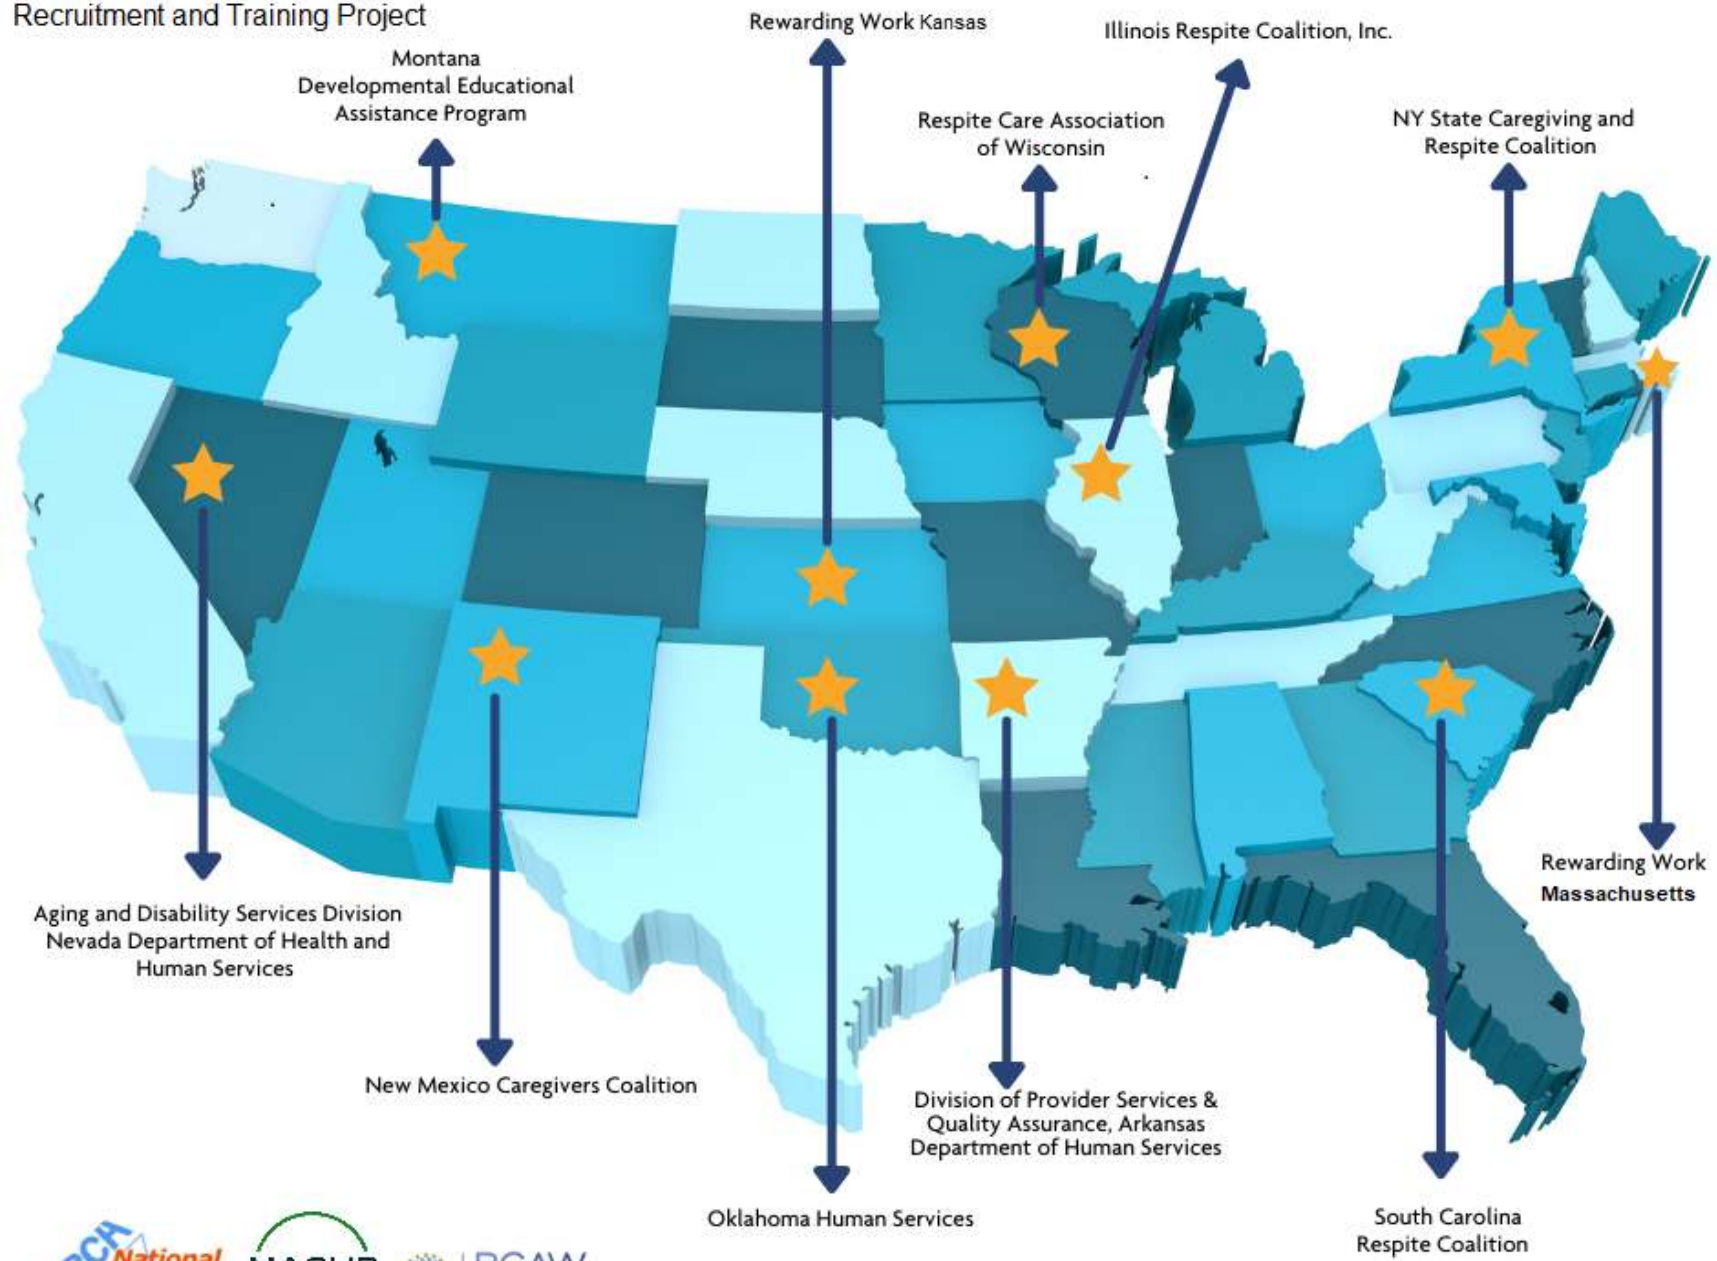 Recruitment and Training Project
Rewarding Work Kansas
Illinois Respite Coalition, Inc.
Montana
Developmental Educational
Assistance Program
Respite Care Association
of Wisconsin
NY State Caregiving and
Respite Coalition
Rewarding Work
Massachusetts
Aging and Disability Services Division
Nevada Department of Health and
Human Services
New Mexico Caregivers Coalition
Division of Provider Services &
Quality Assurance, Arkansas
Department of Human Services
Oklahoma Human Services
South Carolina
Respite Coalition
National